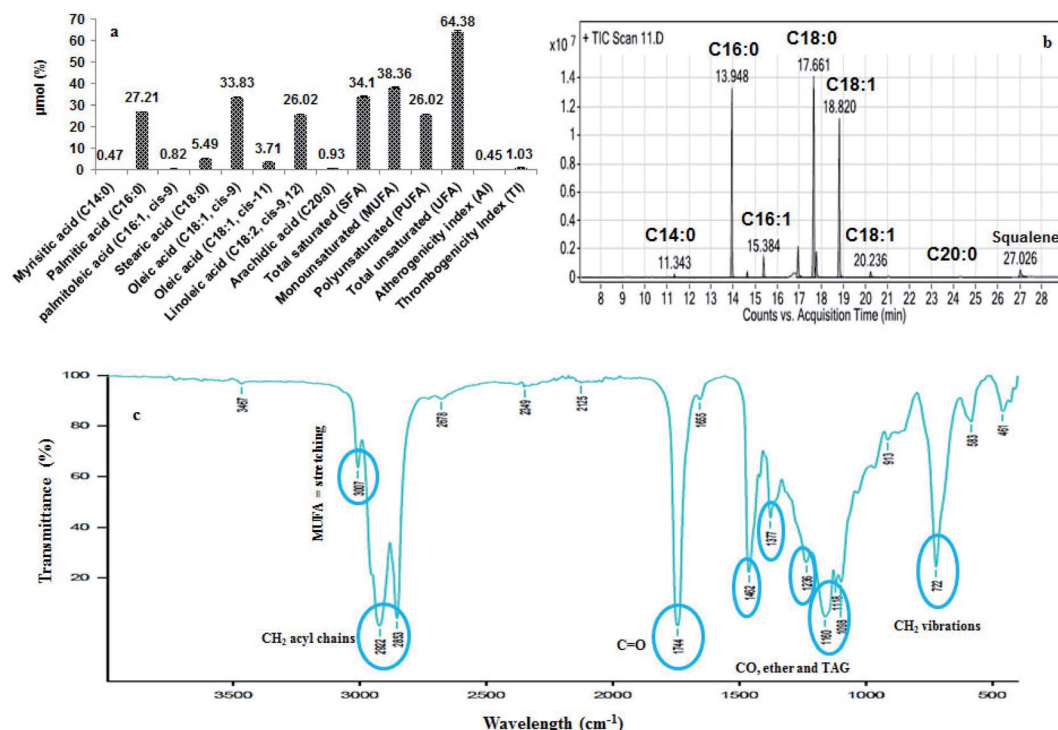 a
70
60
50
40
30
20
10
0
µmol (%)
0.47
27.21
0.82
5.49
33.83
3.71
26.02
0.93
34.1
38.36
26.02
64.38
0.45
1.03
Myrisitic acid (C14:0)
Palmitic acid (C16:0)
palmitoleic acid (C16:1, cis-9)
Stearic acid (C18:0)
Oleic acid (C18:1, cis-9)
Oleic acid (C18:1, cis-11)
Linoleic acid (C18:2, cis-9,12)
Arachidic acid (C20:0)
Total saturated (SFA)
Monounsaturated (MUFA)
Polyunsaturated (PUFA)
Total unsaturated (UFA)
Atherogenicity index (AI)
Thrombogenicity Index (TI)
b
x10 7
+ TIC Scan 11.D
1.4
1.2
1
0.8
0.6
0.4
0.2
0
C14:0
11.343
C16:0
13.948
C16:1
15.384
C18:0
17.661
C18:1
18.820
C18:1
20.236
C20:0
Squalene
27.026
8 9 10 11 12 13 14 15 16 17 18 19 20 21 22 23 24 25 26 27 28
Counts vs. Acquisition Time (min)
c
100
80
60
40
20
Transmittance (%)
3467
MUFA = stretching
3007
2922
2853
CH2 acyl chains
2678
2349
2125
1744
C=O
1655
1462
1377
1236
1160
1118
1098
CO, ether and TAG
913
722
CH2 vibrations
583
461
3500 3000 2500 2000 1500 1000 500
Wavelength (cm-1)